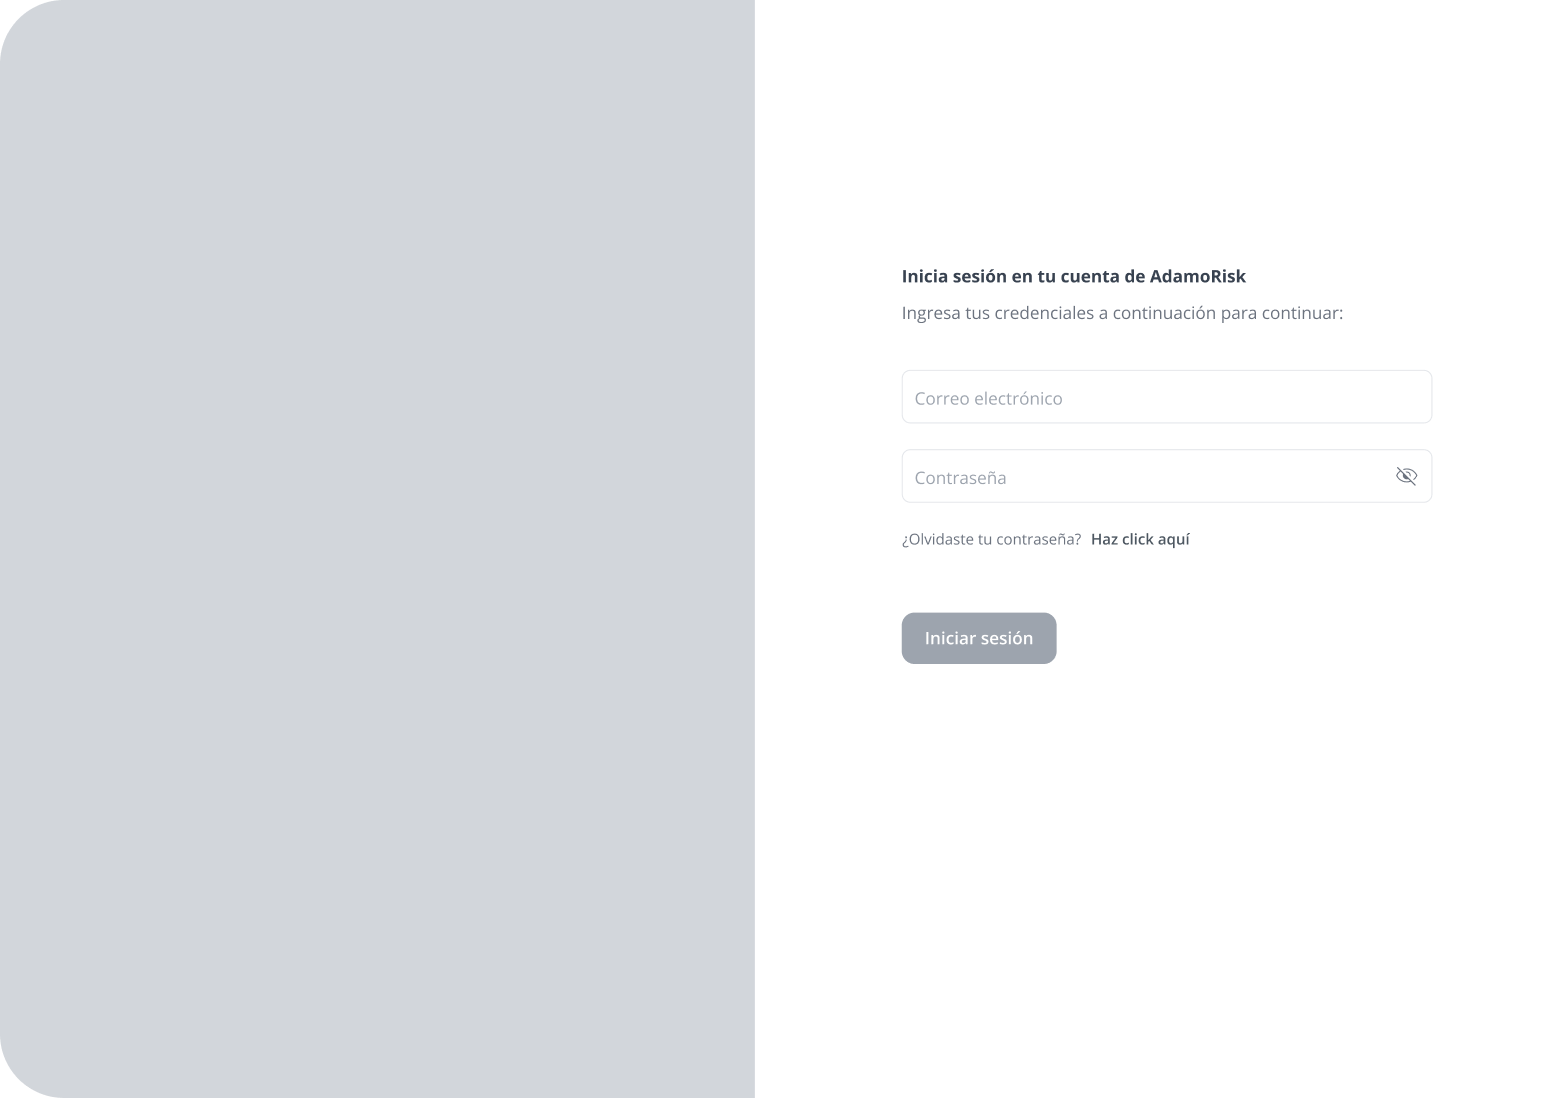 Inicia sesión en tu cuenta de AdamoRisk
Ingresa tus credenciales a continuación para continuar:
Correo electrónico
Contraseña
¿Olvidaste tu contraseña? Haz click aquí
Iniciar sesión